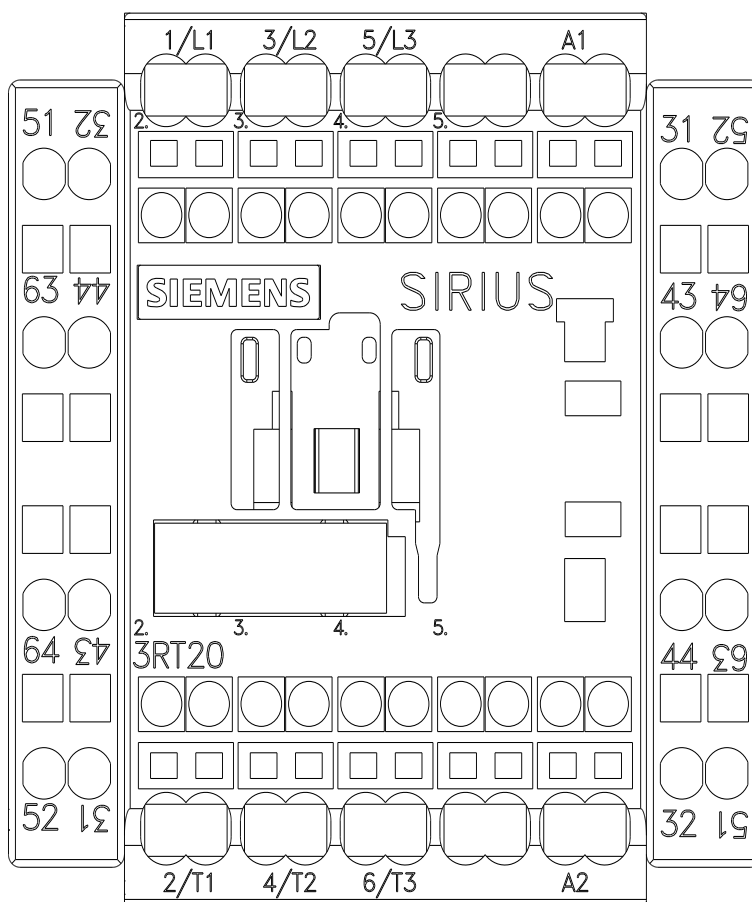 1/L1 3/L2 5/L3 A1
51 32 2. 3. 4. 5. 31 52
63 44 SIEMENS SIRIUS 43 64
2. 3. 4. 5.
64 43 3RT20 44 63
52 31 32 51
2/T1 4/T2 6/T3 A2